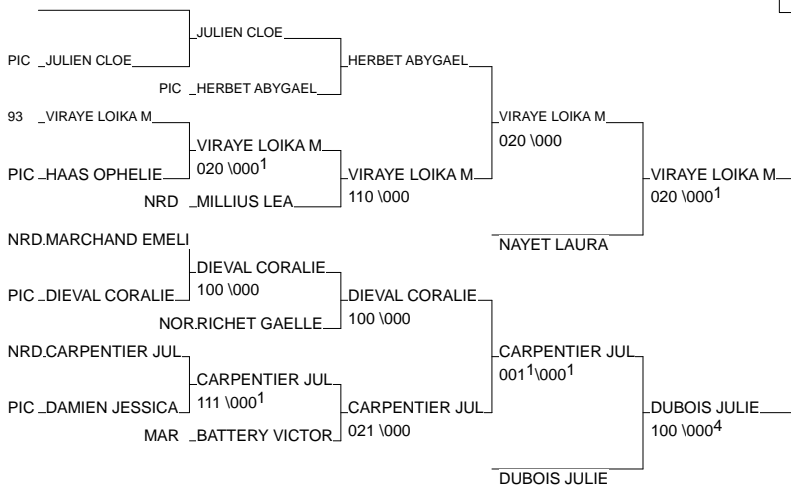 JULIEN CLOE
PIC JULIEN CLOE
HERBET ABYGAEL
PIC HERBET ABYGAEL
93 VIRAYE LOIKA M
VIRAYE LOIKA M
020 \000
VIRAYE LOIKA M
020 \0001
PIC HAAS OPHELIE
VIRAYE LOIKA M
110 \000
VIRAYE LOIKA M
020 \0001
NRD MILLIUS LEA
NRD.MARCHAND EMELI
NAYET LAURA
DIEVAL CORALIE
100 \000
PIC DIEVAL CORALIE
DIEVAL CORALIE
100 \000
NOR.RICHET GAELLE
NRD.CARPENTIER JUL
CARPENTIER JUL
0011\0001
CARPENTIER JUL
111 \0001
PIC DAMIEN JESSICA
CARPENTIER JUL
021 \000
DUBOIS JULIE
100 \0004
MAR BATTERY VICTOR
DUBOIS JULIE